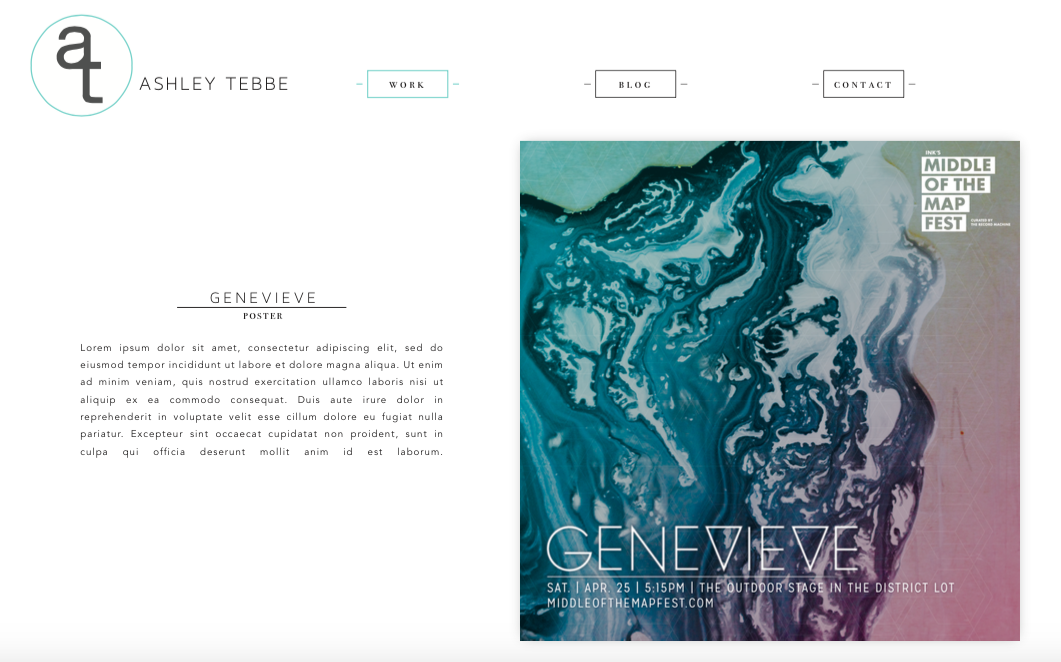 at
ASHLEY TEBBE
WORK
BLOG
CONTACT
GENEVIEVE
POSTER
Lorem ipsum dolor sit amet, consectetur adipiscing elit, sed do
eiusmod tempor incididunt ut labore et dolore magna aliqua. Ut enim
ad minim veniam, quis nostrud exercitation ullamco laboris nisi ut
aliquip ex ea commodo consequat. Duis aute irure dolor in
reprehenderit in voluptate velit esse cillum dolore eu fugiat nulla
pariatur. Excepteur sint occaecat cupidatat non proident, sunt in
culpa qui officia deserunt mollit anim id est laborum.
INK'S
MIDDLE
OF THE
MAP
FEST
CURATED BY
THE RECORD MACHINE
GENEVIEVE
SAT. | APR. 25 | 5:15PM | THE OUTDOOR STAGE IN THE DISTRICT LOT
MIDDLEOFTHEMAPFEST.COM